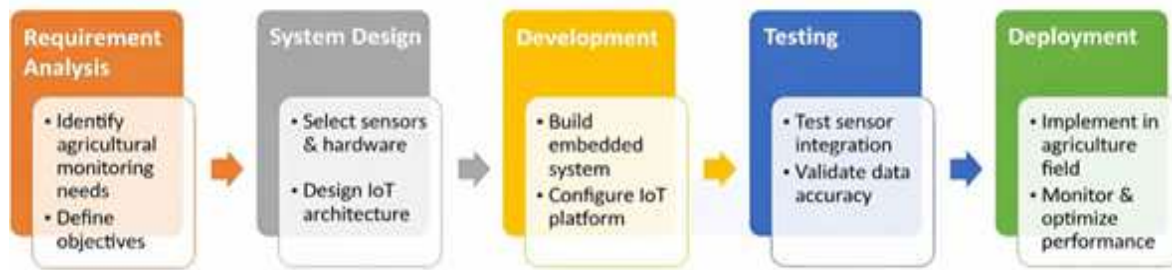 Requirement
Analysis
• Identify
agricultural
monitoring
needs
• Define
objectives
System Design
• Select sensors
& hardware
• Design IoT
architecture
Development
• Build
embedded
system
• Configure IoT
platform
Testing
• Test sensor
integration
• Validate data
accuracy
Deployment
• Implement in
agriculture
field
• Monitor &
optimize
performance